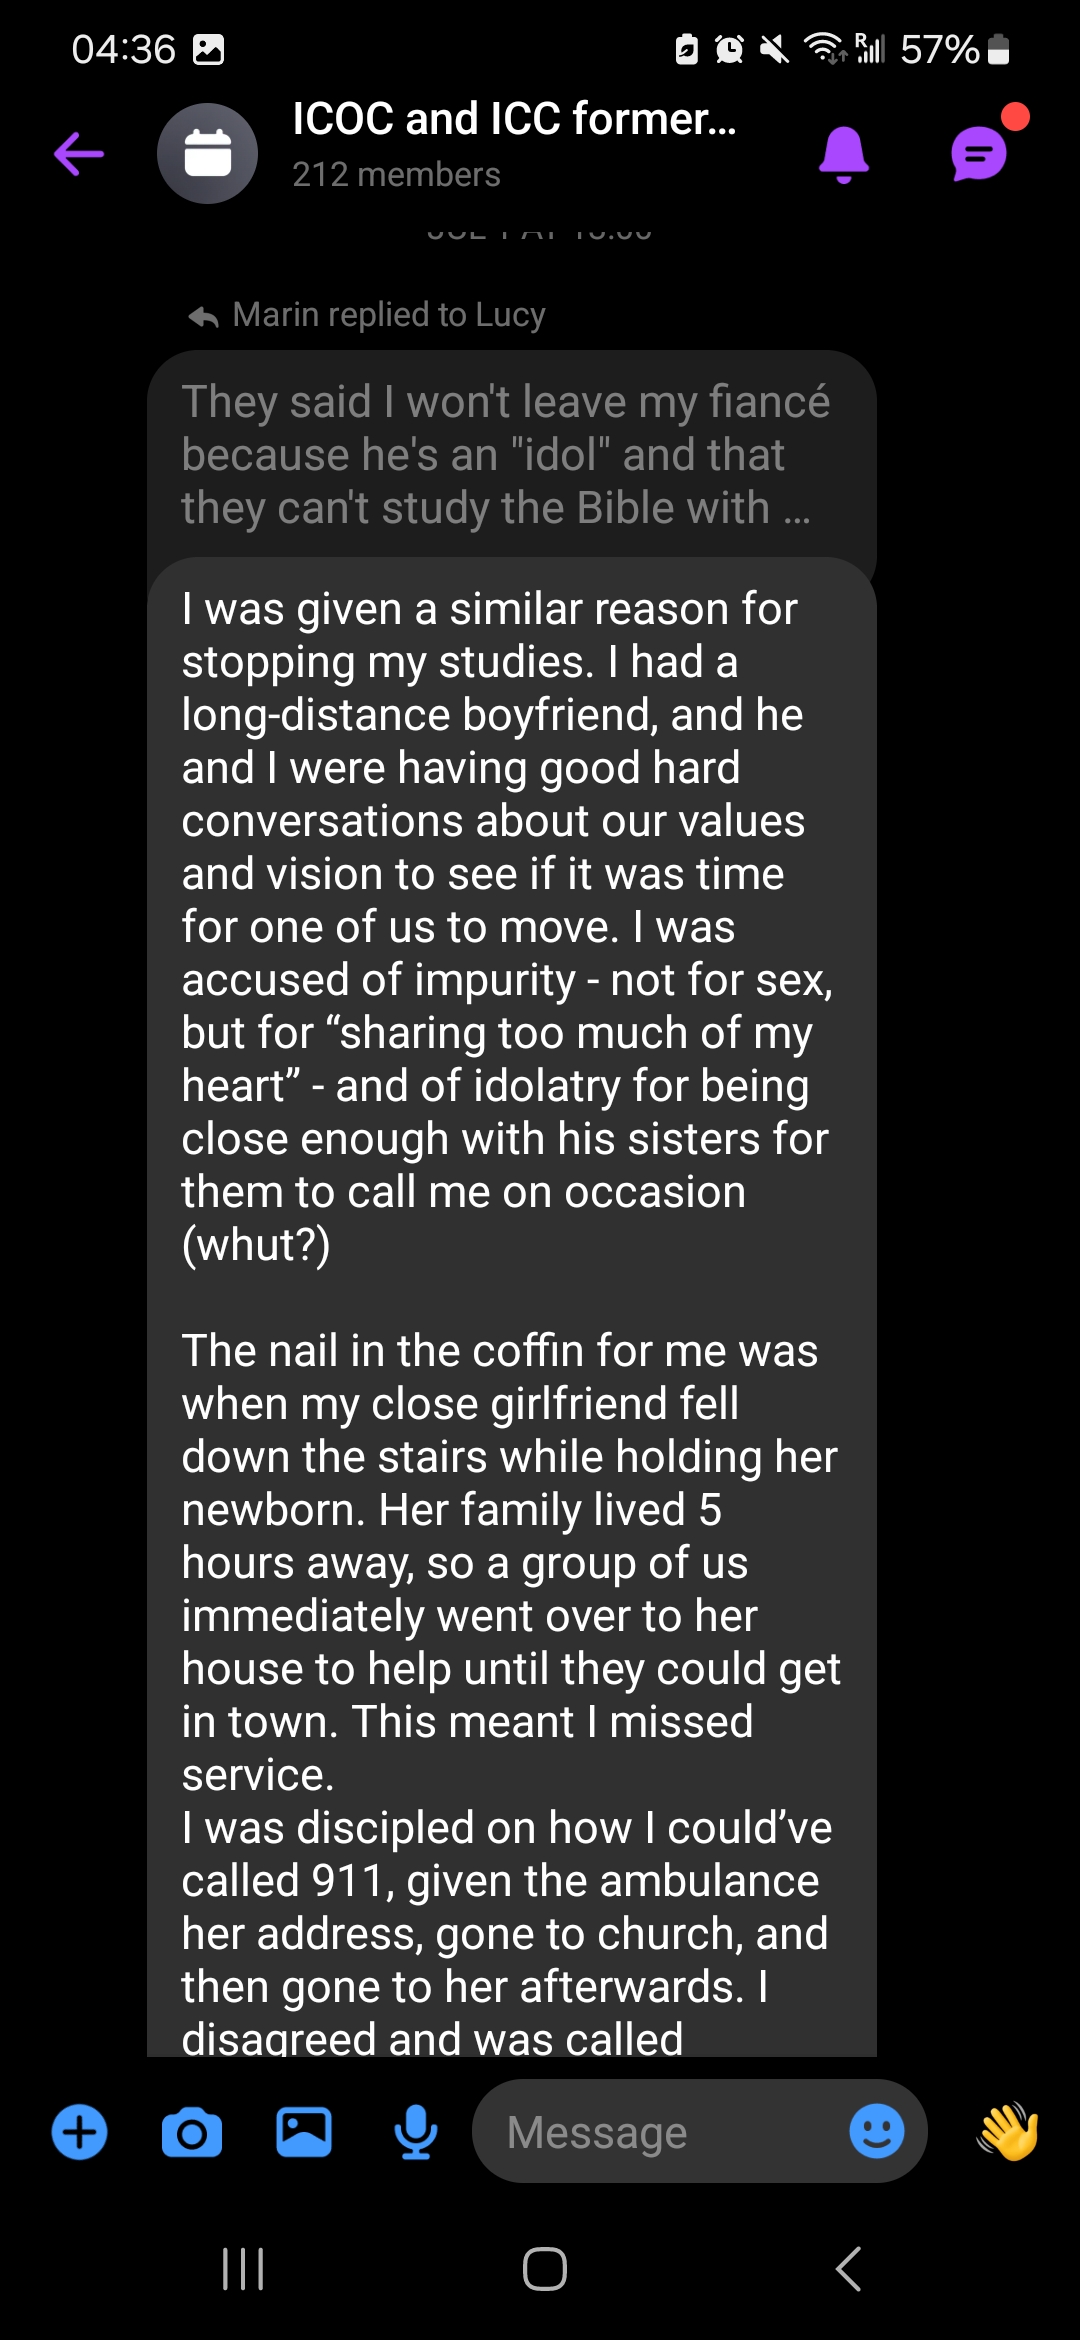 04:36
R
57%
ICOC and ICC former...
212 members
Marin replied to Lucy
They said I won't leave my fiancé
because he's an "idol" and that
they can't study the Bible with ...
I was given a similar reason for
stopping my studies. I had a
long-distance boyfriend, and he
and I were having good hard
conversations about our values
and vision to see if it was time
for one of us to move. I was
accused of impurity - not for sex,
but for “sharing too much of my
heart” - and of idolatry for being
close enough with his sisters for
them to call me on occasion
(whut?)
The nail in the coffin for me was
when my close girlfriend fell
down the stairs while holding her
newborn. Her family lived 5
hours away, so a group of us
immediately went over to her
house to help until they could get
in town. This meant I missed
service.
I was discipled on how I could’ve
called 911, given the ambulance
her address, gone to church, and
then gone to her afterwards. I
disagreed and was called
Message